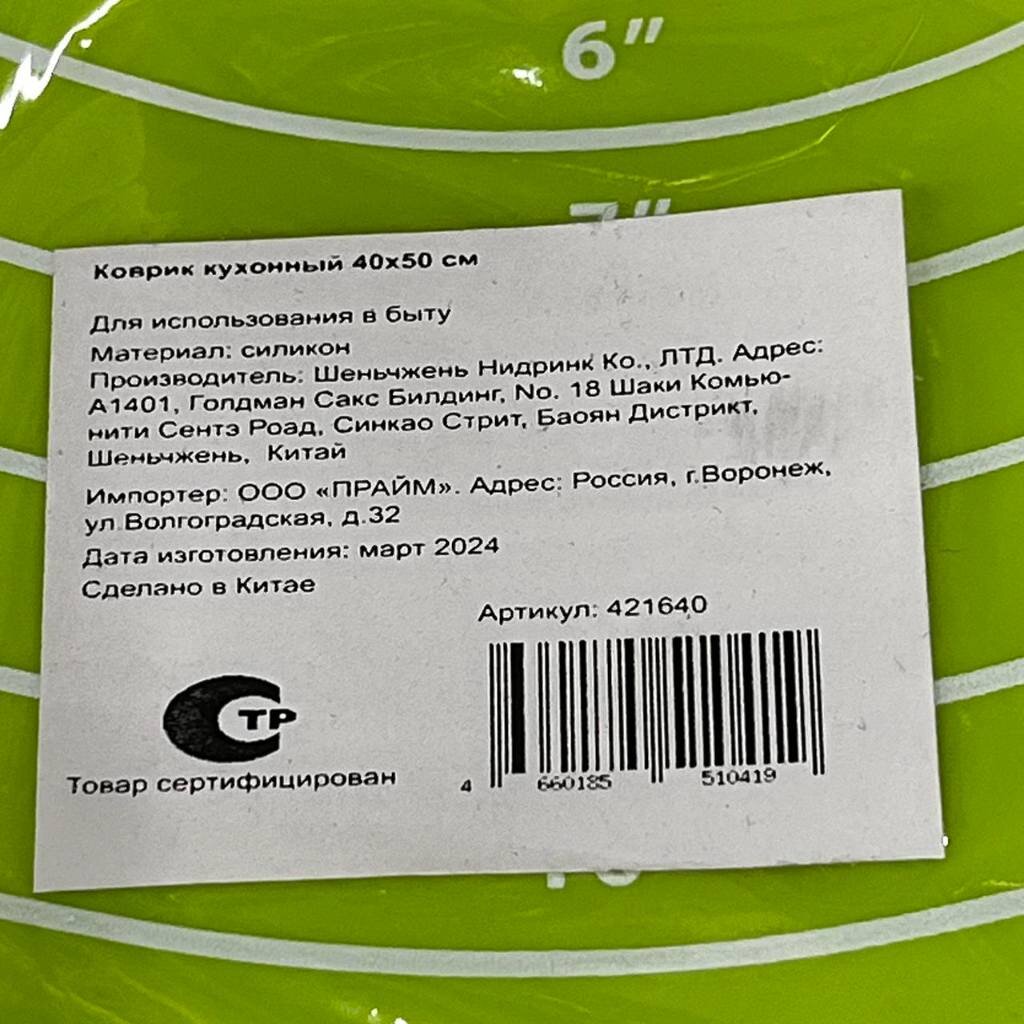 6"
7"
Коврик кухонный 40х50 см
Для использования в быту
Материал: силикон
Производитель: Шеньчжень Нидринк Ко., ЛТД. Адрес:
А1401, Голдман Сакс Билдинг, No. 18 Шаки Комью-
нити Сентэ Роад, Синкао Стрит, Баоян Дистрикт,
Шеньчжень, Китай
Импортер: ООО «ПРАЙМ». Адрес: Россия, г.Воронеж,
ул.Волгоградская, д.32
Дата изготовления: март 2024
Сделано в Китае
Артикул: 421640
ТР
Товар сертифицирован
4 660185 510419